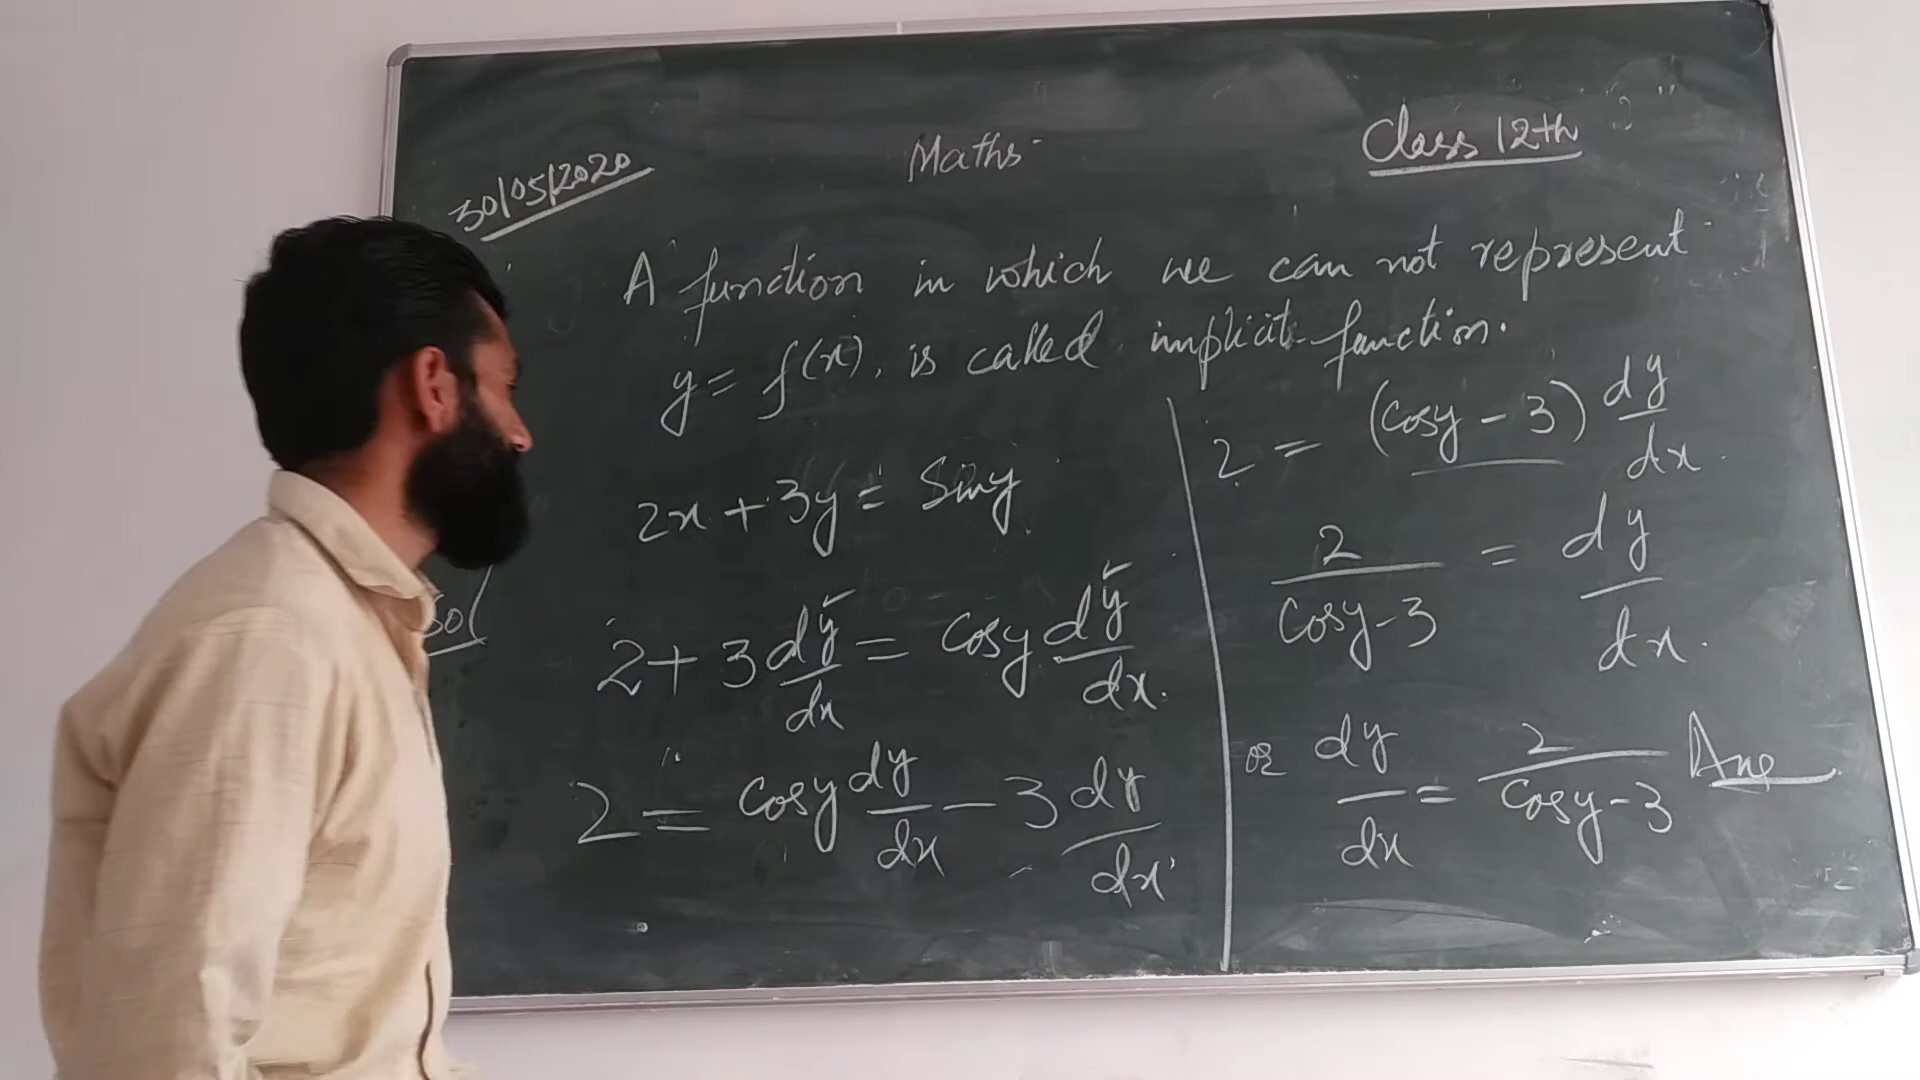 30/05/2020 Maths Class 12th
A function in which we can not represent
y = f(x), is called implicit function.
2x + 3y = Siny
Sol
2 + 3 dy/dx = Cosy dy/dx.
2 = Cosy dy/dx - 3 dy/dx
2 = (Cosy - 3) dy/dx.
2/(Cosy-3) = dy/dx.
or dy/dx = 2/(Cosy-3) Ans